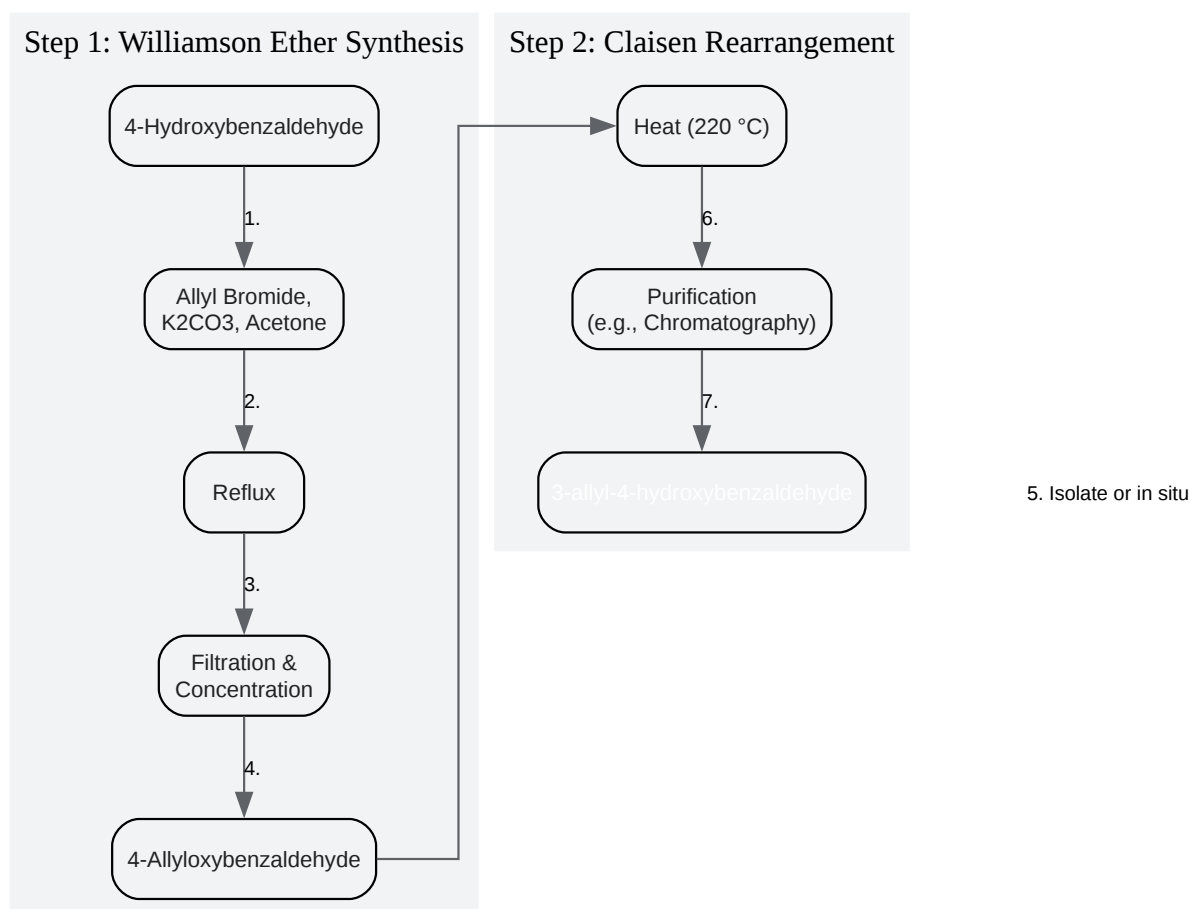 Step 1: Williamson Ether Synthesis
4-Hydroxybenzaldehyde
1.
Allyl Bromide,
K2CO3, Acetone
2.
Reflux
3.
Filtration &
Concentration
4.
4-Allyloxybenzaldehyde
Step 2: Claisen Rearrangement
Heat (220 °C)
6.
Purification
(e.g., Chromatography)
7.
3-allyl-4-hydroxybenzaldehyde
5. Isolate or in situ